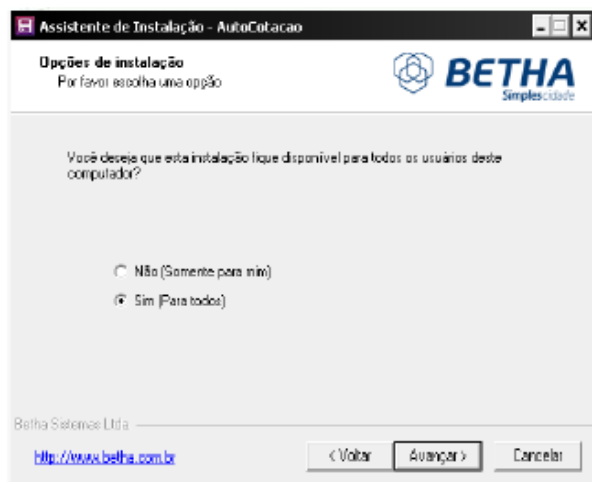 Assistente de Instalação - AutoCotacao
Opções de instalação
Por favor escolha uma opção
BETHA
Simplescidade
Você deseja que esta instalação fique disponível para todos os usuários deste
computador?
Não (Somente para mim)
Sim (Para todos)
Betha Sistemas Ltda
http://www.betha.com.br
< Voltar
Avançar >
Cancelar